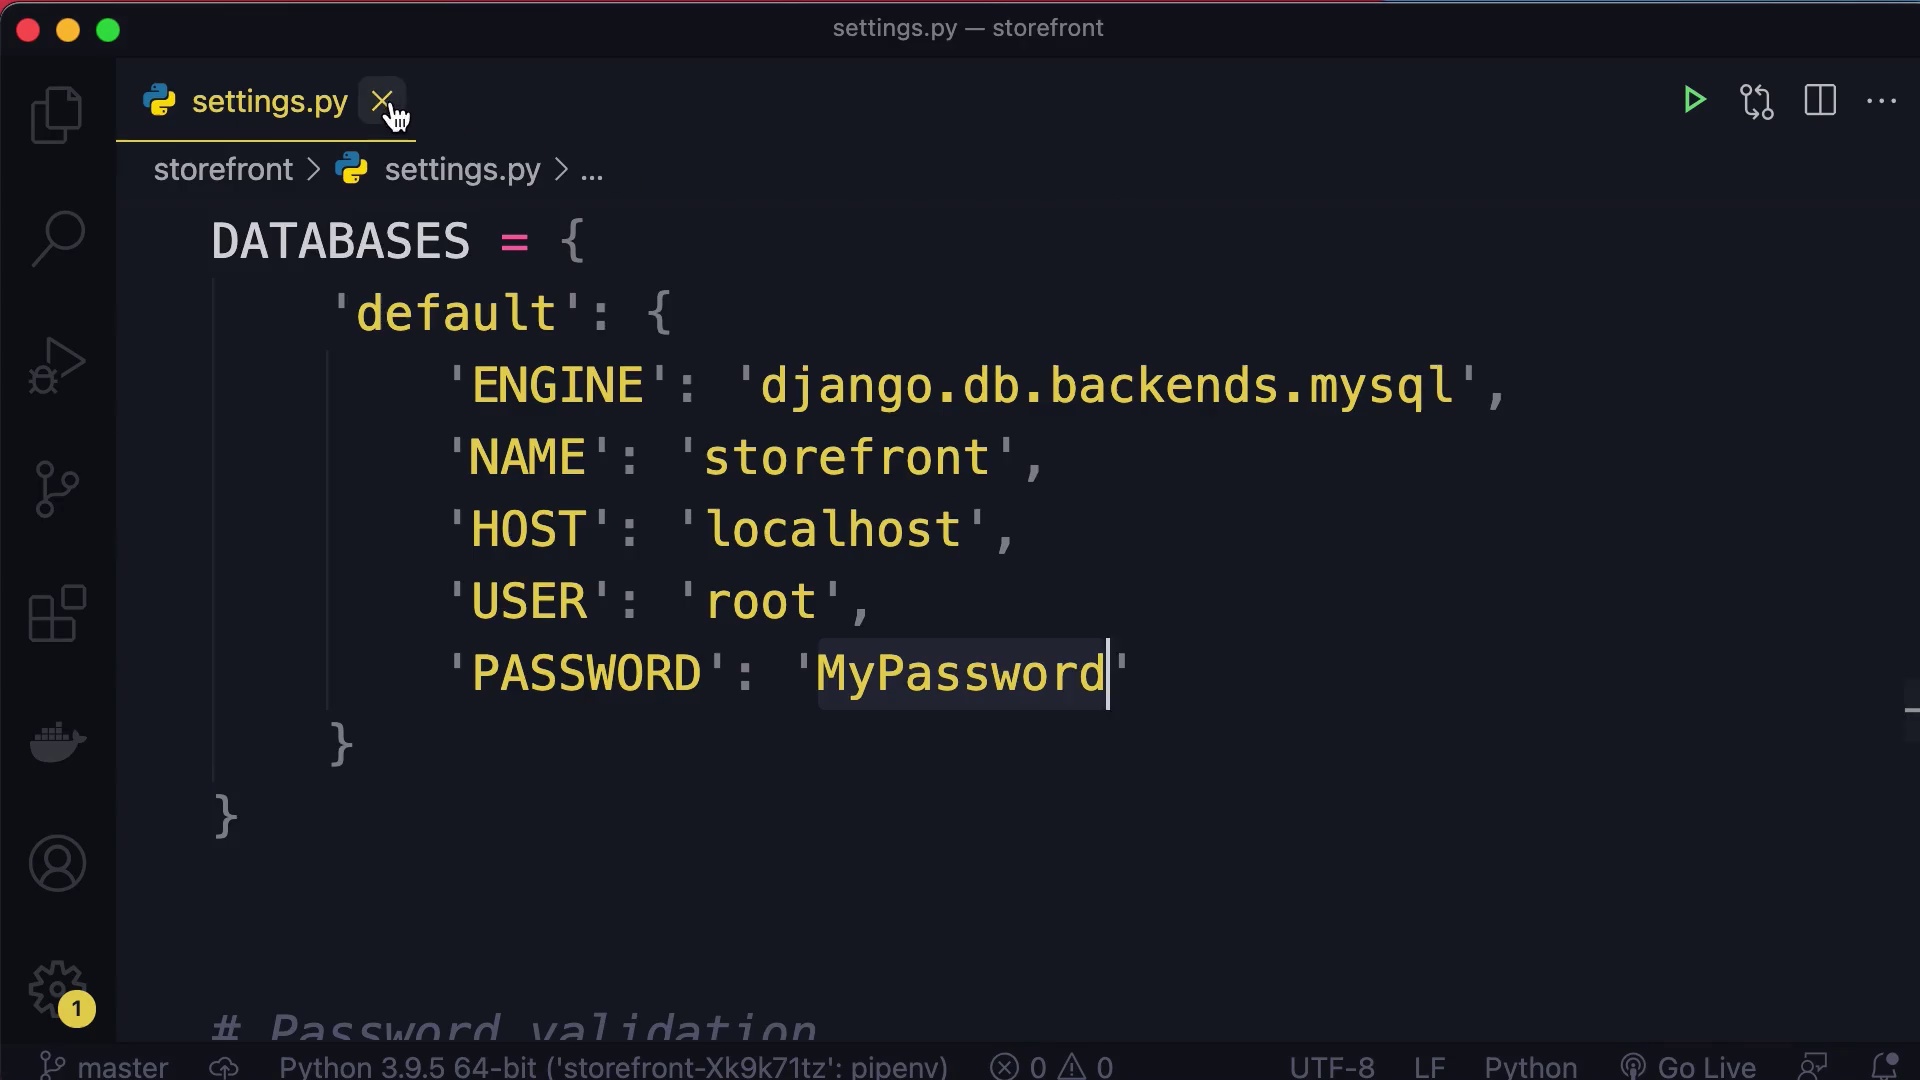 settings.py — storefront
settings.py
storefront > settings.py > ...
DATABASES = {
    'default': {
        'ENGINE': 'django.db.backends.mysql',
        'NAME': 'storefront',
        'HOST': 'localhost',
        'USER': 'root',
        'PASSWORD': 'MyPassword'
    }
}
# Password validation
1
master Python 3.9.5 64-bit ('storefront-Xk9k71tz': pipenv) 0 0 UTF-8 LF Python Go Live